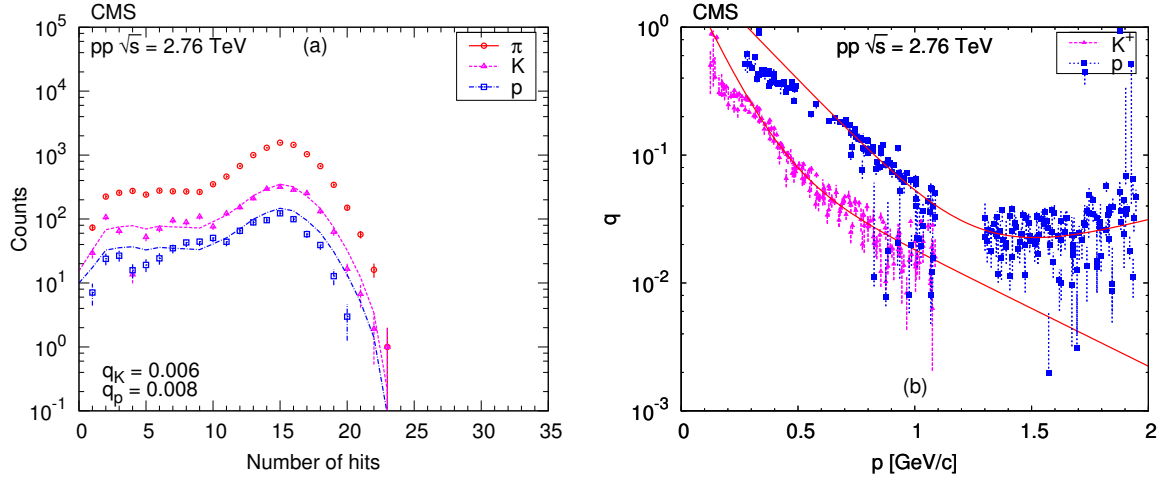 CMS
pp √s = 2.76 TeV
(a)
π
K
p
10^5
10^4
10^3
10^2
10^1
10^0
10^-1
Counts
q_K = 0.006
q_p = 0.008
0 5 10 15 20 25 30 35
Number of hits
CMS
pp √s = 2.76 TeV
K^+
p
10^0
10^-1
10^-2
10^-3
q
(b)
0 0.5 1 1.5 2
p [GeV/c]